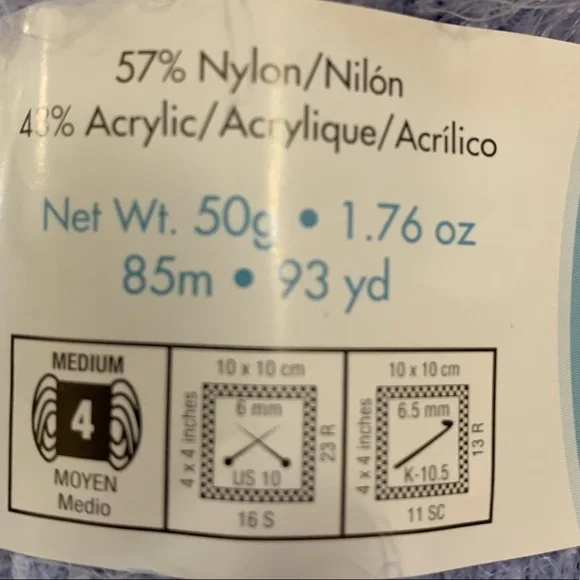 57% Nylon/Nilón
43% Acrylic/Acrylique/Acrílico
Net Wt. 50g • 1.76 oz
85m • 93 yd
MEDIUM
4
MOYEN
Medio
10 x 10 cm
4 x 4 inches
6 mm
US 10
23 R
16 S
10 x 10 cm
4 x 4 inches
6.5 mm
K-10.5
13 R
11 SC